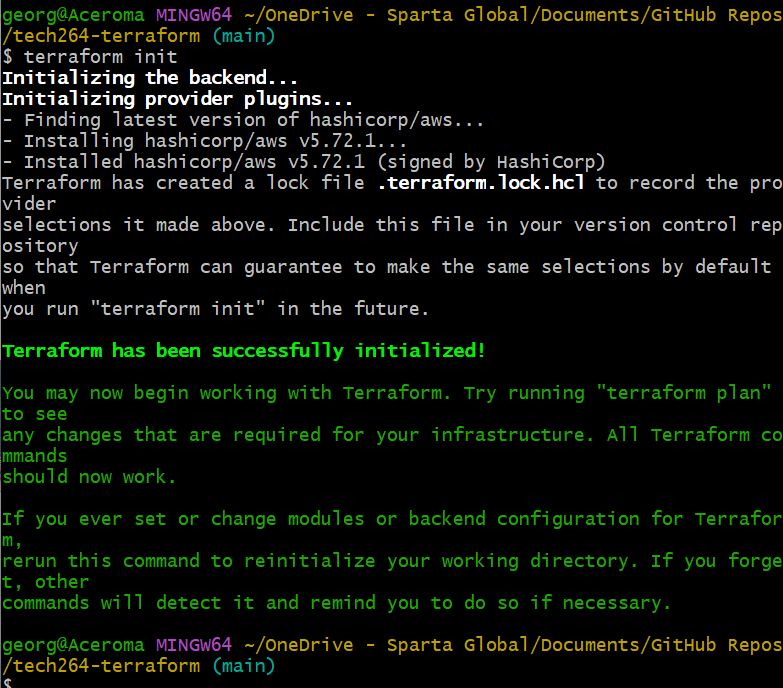 georg@Aceroma MINGW64 ~/OneDrive - Sparta Global/Documents/GitHub Repos
/tech264-terraform (main)
$ terraform init
Initializing the backend...
Initializing provider plugins...
- Finding latest version of hashicorp/aws...
- Installing hashicorp/aws v5.72.1...
- Installed hashicorp/aws v5.72.1 (signed by HashiCorp)
Terraform has created a lock file .terraform.lock.hcl to record the pro
vider
selections it made above. Include this file in your version control rep
ository
so that Terraform can guarantee to make the same selections by default
when
you run "terraform init" in the future.
Terraform has been successfully initialized!
You may now begin working with Terraform. Try running "terraform plan"
to see
any changes that are required for your infrastructure. All Terraform co
mmands
should now work.
If you ever set or change modules or backend configuration for Terrafor
m,
rerun this command to reinitialize your working directory. If you forge
t, other
commands will detect it and remind you to do so if necessary.
georg@Aceroma MINGW64 ~/OneDrive - Sparta Global/Documents/GitHub Repos
/tech264-terraform (main)
$